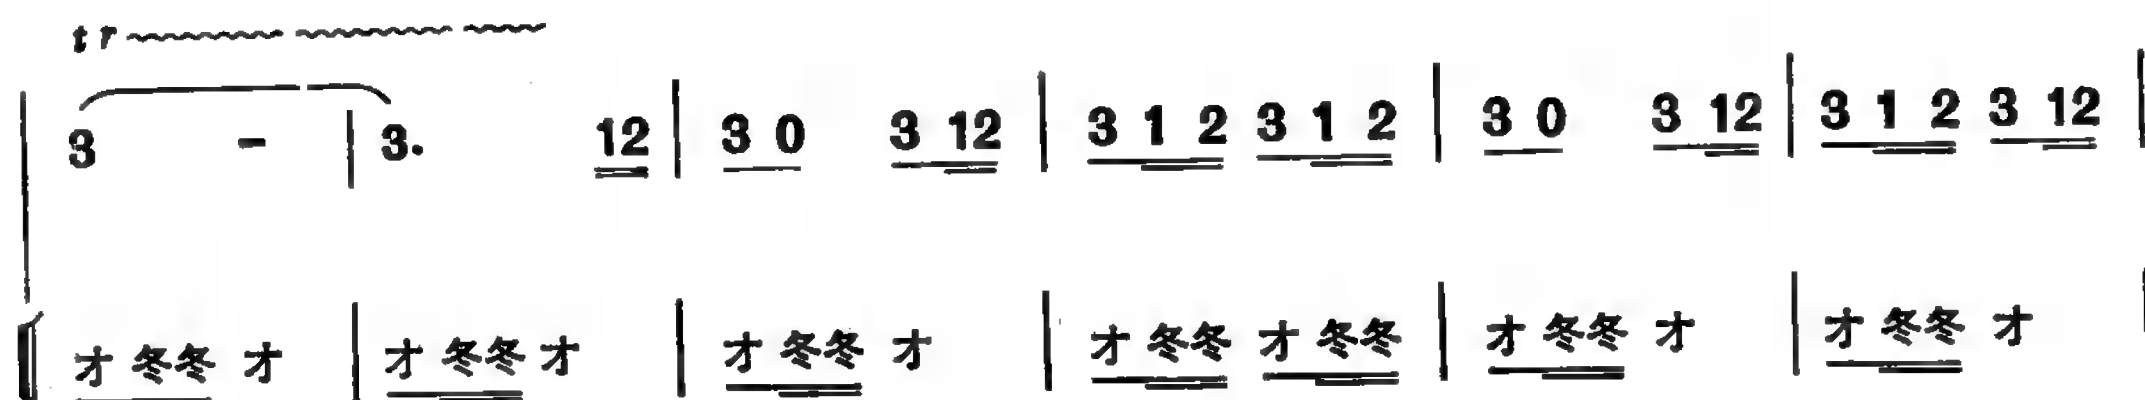 tr
3 - | 3. 12 | 3 0 3 12 | 3 1 2 3 1 2 | 3 0 3 12 | 3 1 2 3 12 |
才 冬冬 才 | 才 冬冬 才 | 才 冬冬 才 | 才 冬冬 才 冬冬 | 才 冬冬 才 | 才 冬冬 才